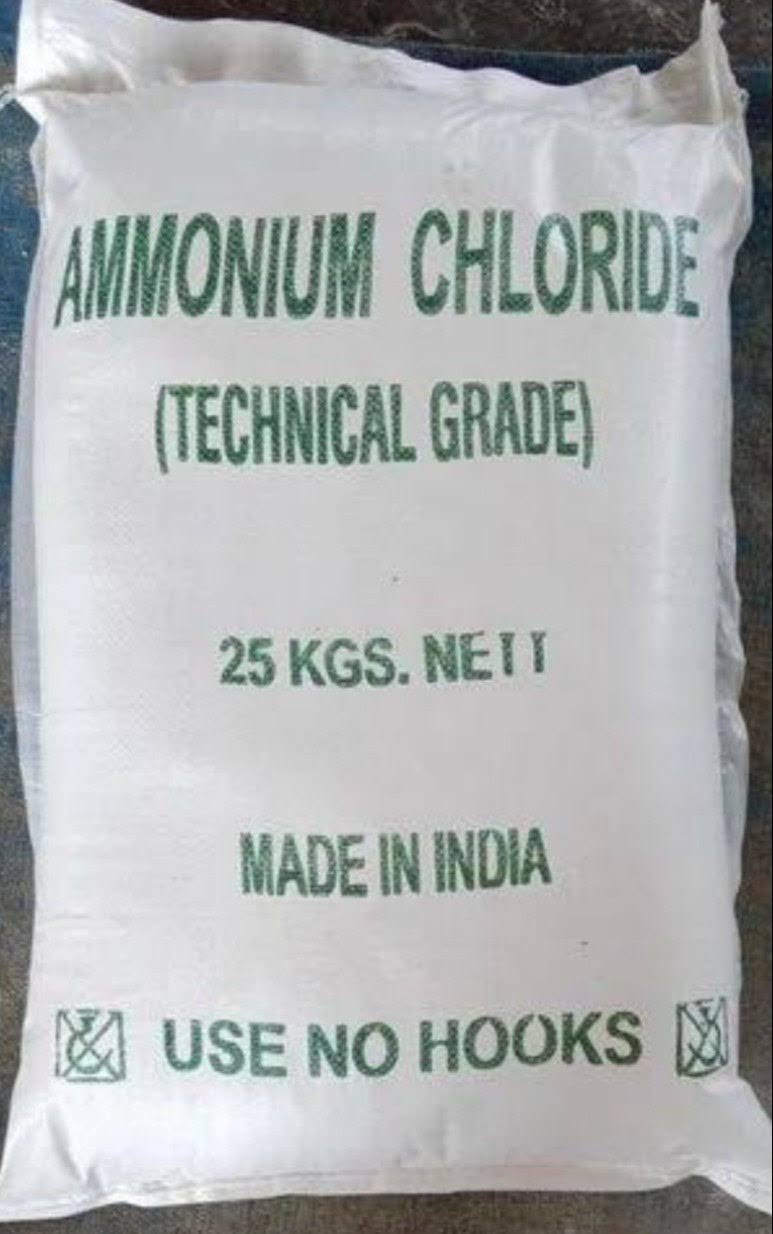 AMMONIUM CHLORIDE
(TECHNICAL GRADE)
25 KGS. NETT
MADE IN INDIA
USE NO HOOKS